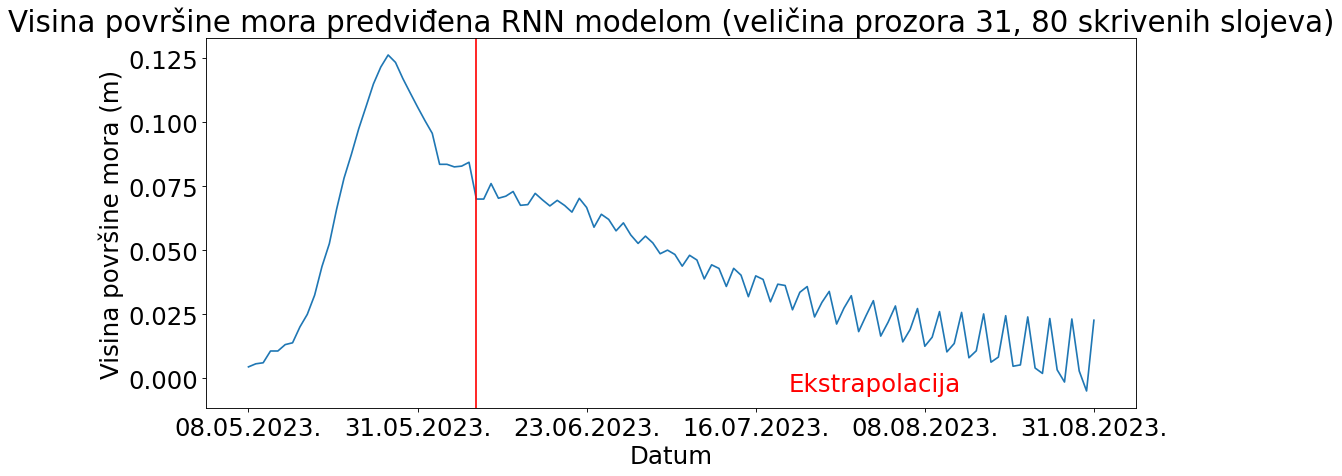 Visina površine mora predviđena RNN modelom (veličina prozora 31, 80 skrivenih slojeva)
Visina površine mora (m)
0.125
0.100
0.075
0.050
0.025
0.000
Ekstrapolacija
08.05.2023. 31.05.2023. 23.06.2023. 16.07.2023. 08.08.2023. 31.08.2023.
Datum